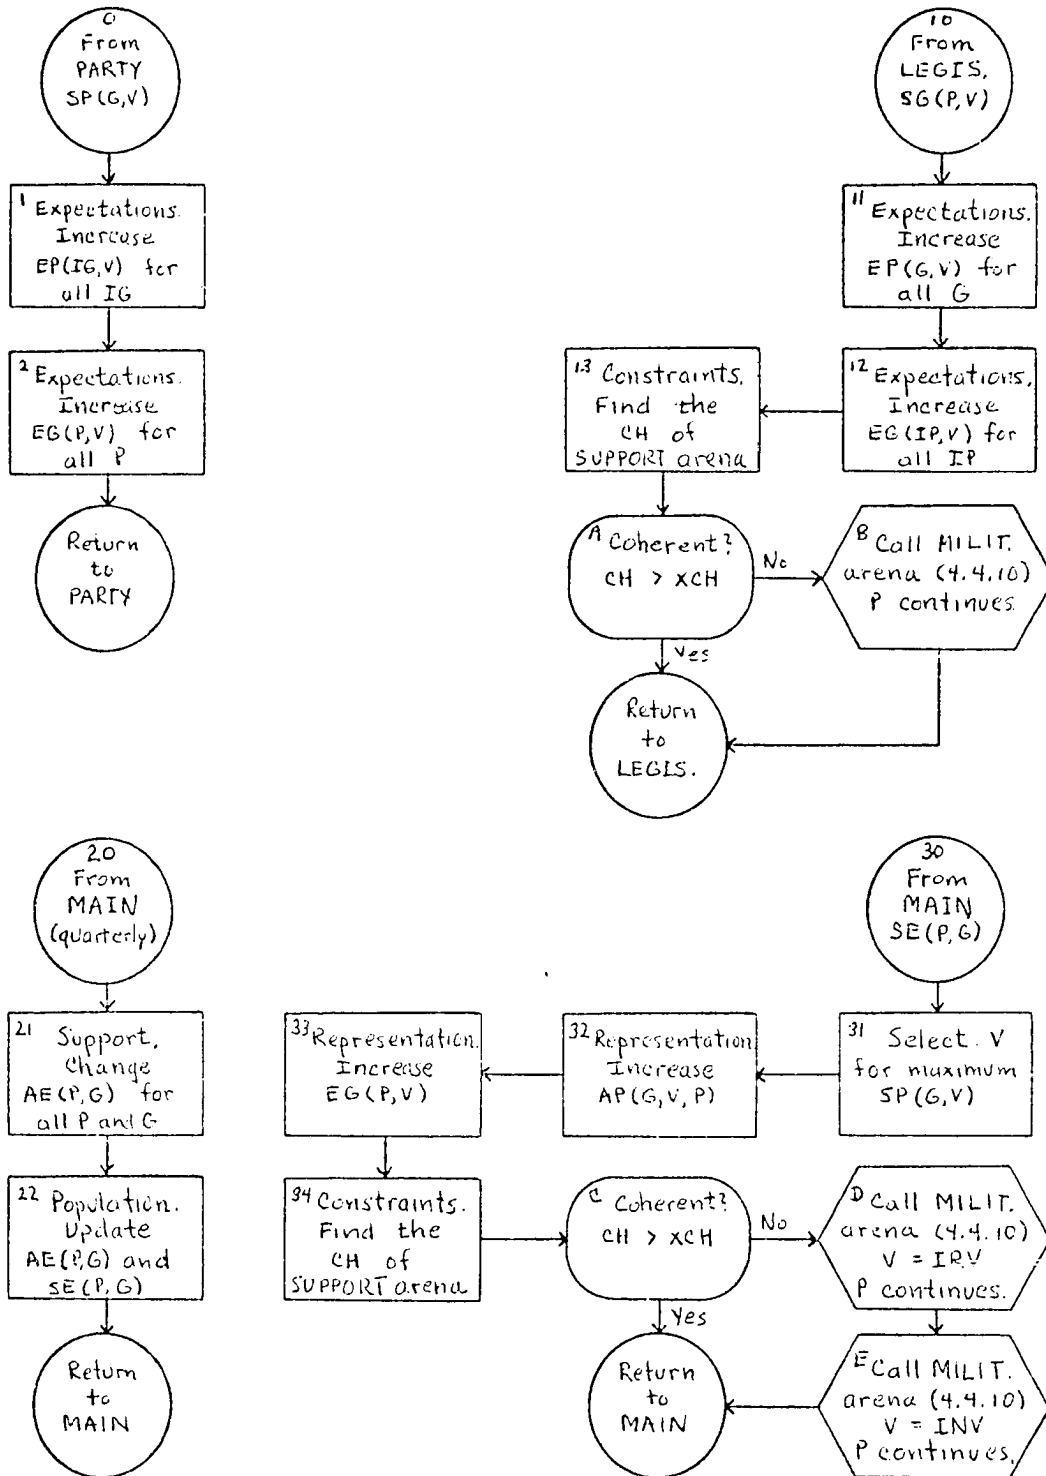 0
From
PARTY
SP(G,V)
1 Expectations.
Increase
EP(IG,V) for
all IG
2 Expectations.
Increase
EG(P,V) for
all P
Return
to
PARTY
10
From
LEGIS.
SG(P,V)
11 Expectations.
Increase
EP(G,V) for
all G
12 Expectations.
Increase
EG(IP,V) for
all IP
13 Constraints.
Find the
CH of
SUPPORT arena
A Coherent?
CH > XCH
No
Yes
B Call MILIT.
arena (4.4.10)
P continues.
Return
to
LEGIS.
20
From
MAIN
(quarterly)
21 Support.
Change
AE(P,G) for
all P and G
22 Population.
Update
AE(P,G) and
SE(P,G)
Return
to
MAIN
30
From
MAIN
SE(P,G)
31 Select V
for maximum
SP(G,V)
32 Representation
Increase
AP(G,V,P)
33 Representation.
Increase
EG(P,V)
34 Constraints.
Find the
CH of
SUPPORT arena
C Coherent?
CH > XCH
No
Yes
D Call MILIT.
arena (4.4.10)
V = IRV
P continues.
E Call MILIT.
arena (4.4.10)
V = INV
P continues.
Return
to
MAIN